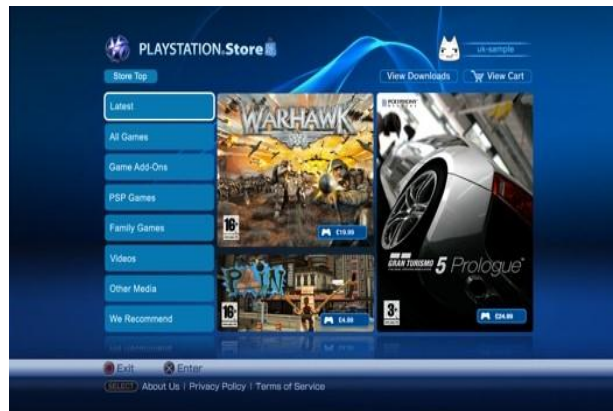 PLAYSTATION®Store
uk-sample
Store Top
View Downloads
View Cart
Latest
All Games
Game Add-Ons
PSP Games
Family Games
Videos
Other Media
We Recommend
WARHAWK
16+
£19.99
PAIN
16+
£4.99
POLYPHONY
GRAN TURISMO 5 Prologue
3+
£24.99
Exit
Enter
SELECT About Us | Privacy Policy | Terms of Service